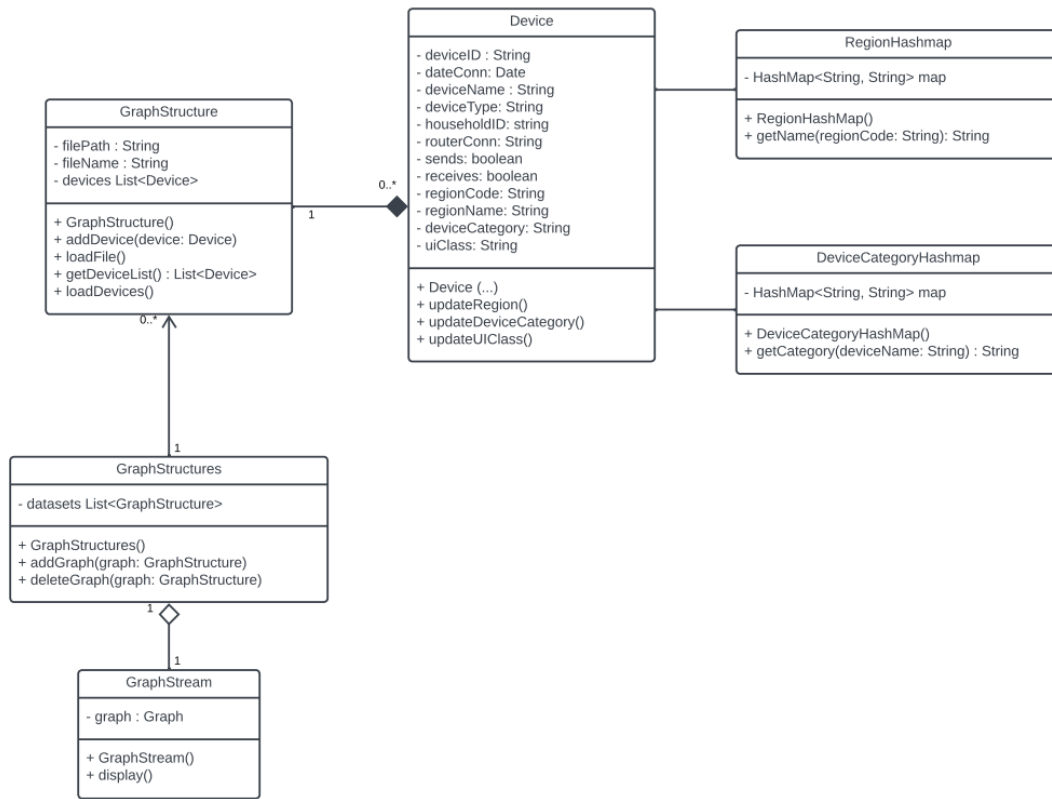 Device
- deviceID : String
- dateConn: Date
- deviceName : String
- deviceType: String
- householdID: string
- routerConn: String
- sends: boolean
- receives: boolean
- regionCode: String
- regionName: String
- deviceCategory: String
- uiClass: String
+ Device (...)
+ updateRegion()
+ updateDeviceCategory()
+ updateUIClass()
RegionHashmap
- HashMap<String, String> map
+ RegionHashMap()
+ getName(regionCode: String): String
GraphStructure
- filePath : String
- fileName : String
- devices List<Device>
+ GraphStructure()
+ addDevice(device: Device)
+ loadFile()
+ getDeviceList() : List<Device>
+ loadDevices()
0..*
1
DeviceCategoryHashmap
- HashMap<String, String> map
+ DeviceCategoryHashMap()
+ getCategory(deviceName: String) : String
0..*
1
GraphStructures
- datasets List<GraphStructure>
+ GraphStructures()
+ addGraph(graph: GraphStructure)
+ deleteGraph(graph: GraphStructure)
1
1
GraphStream
- graph : Graph
+ GraphStream()
+ display()